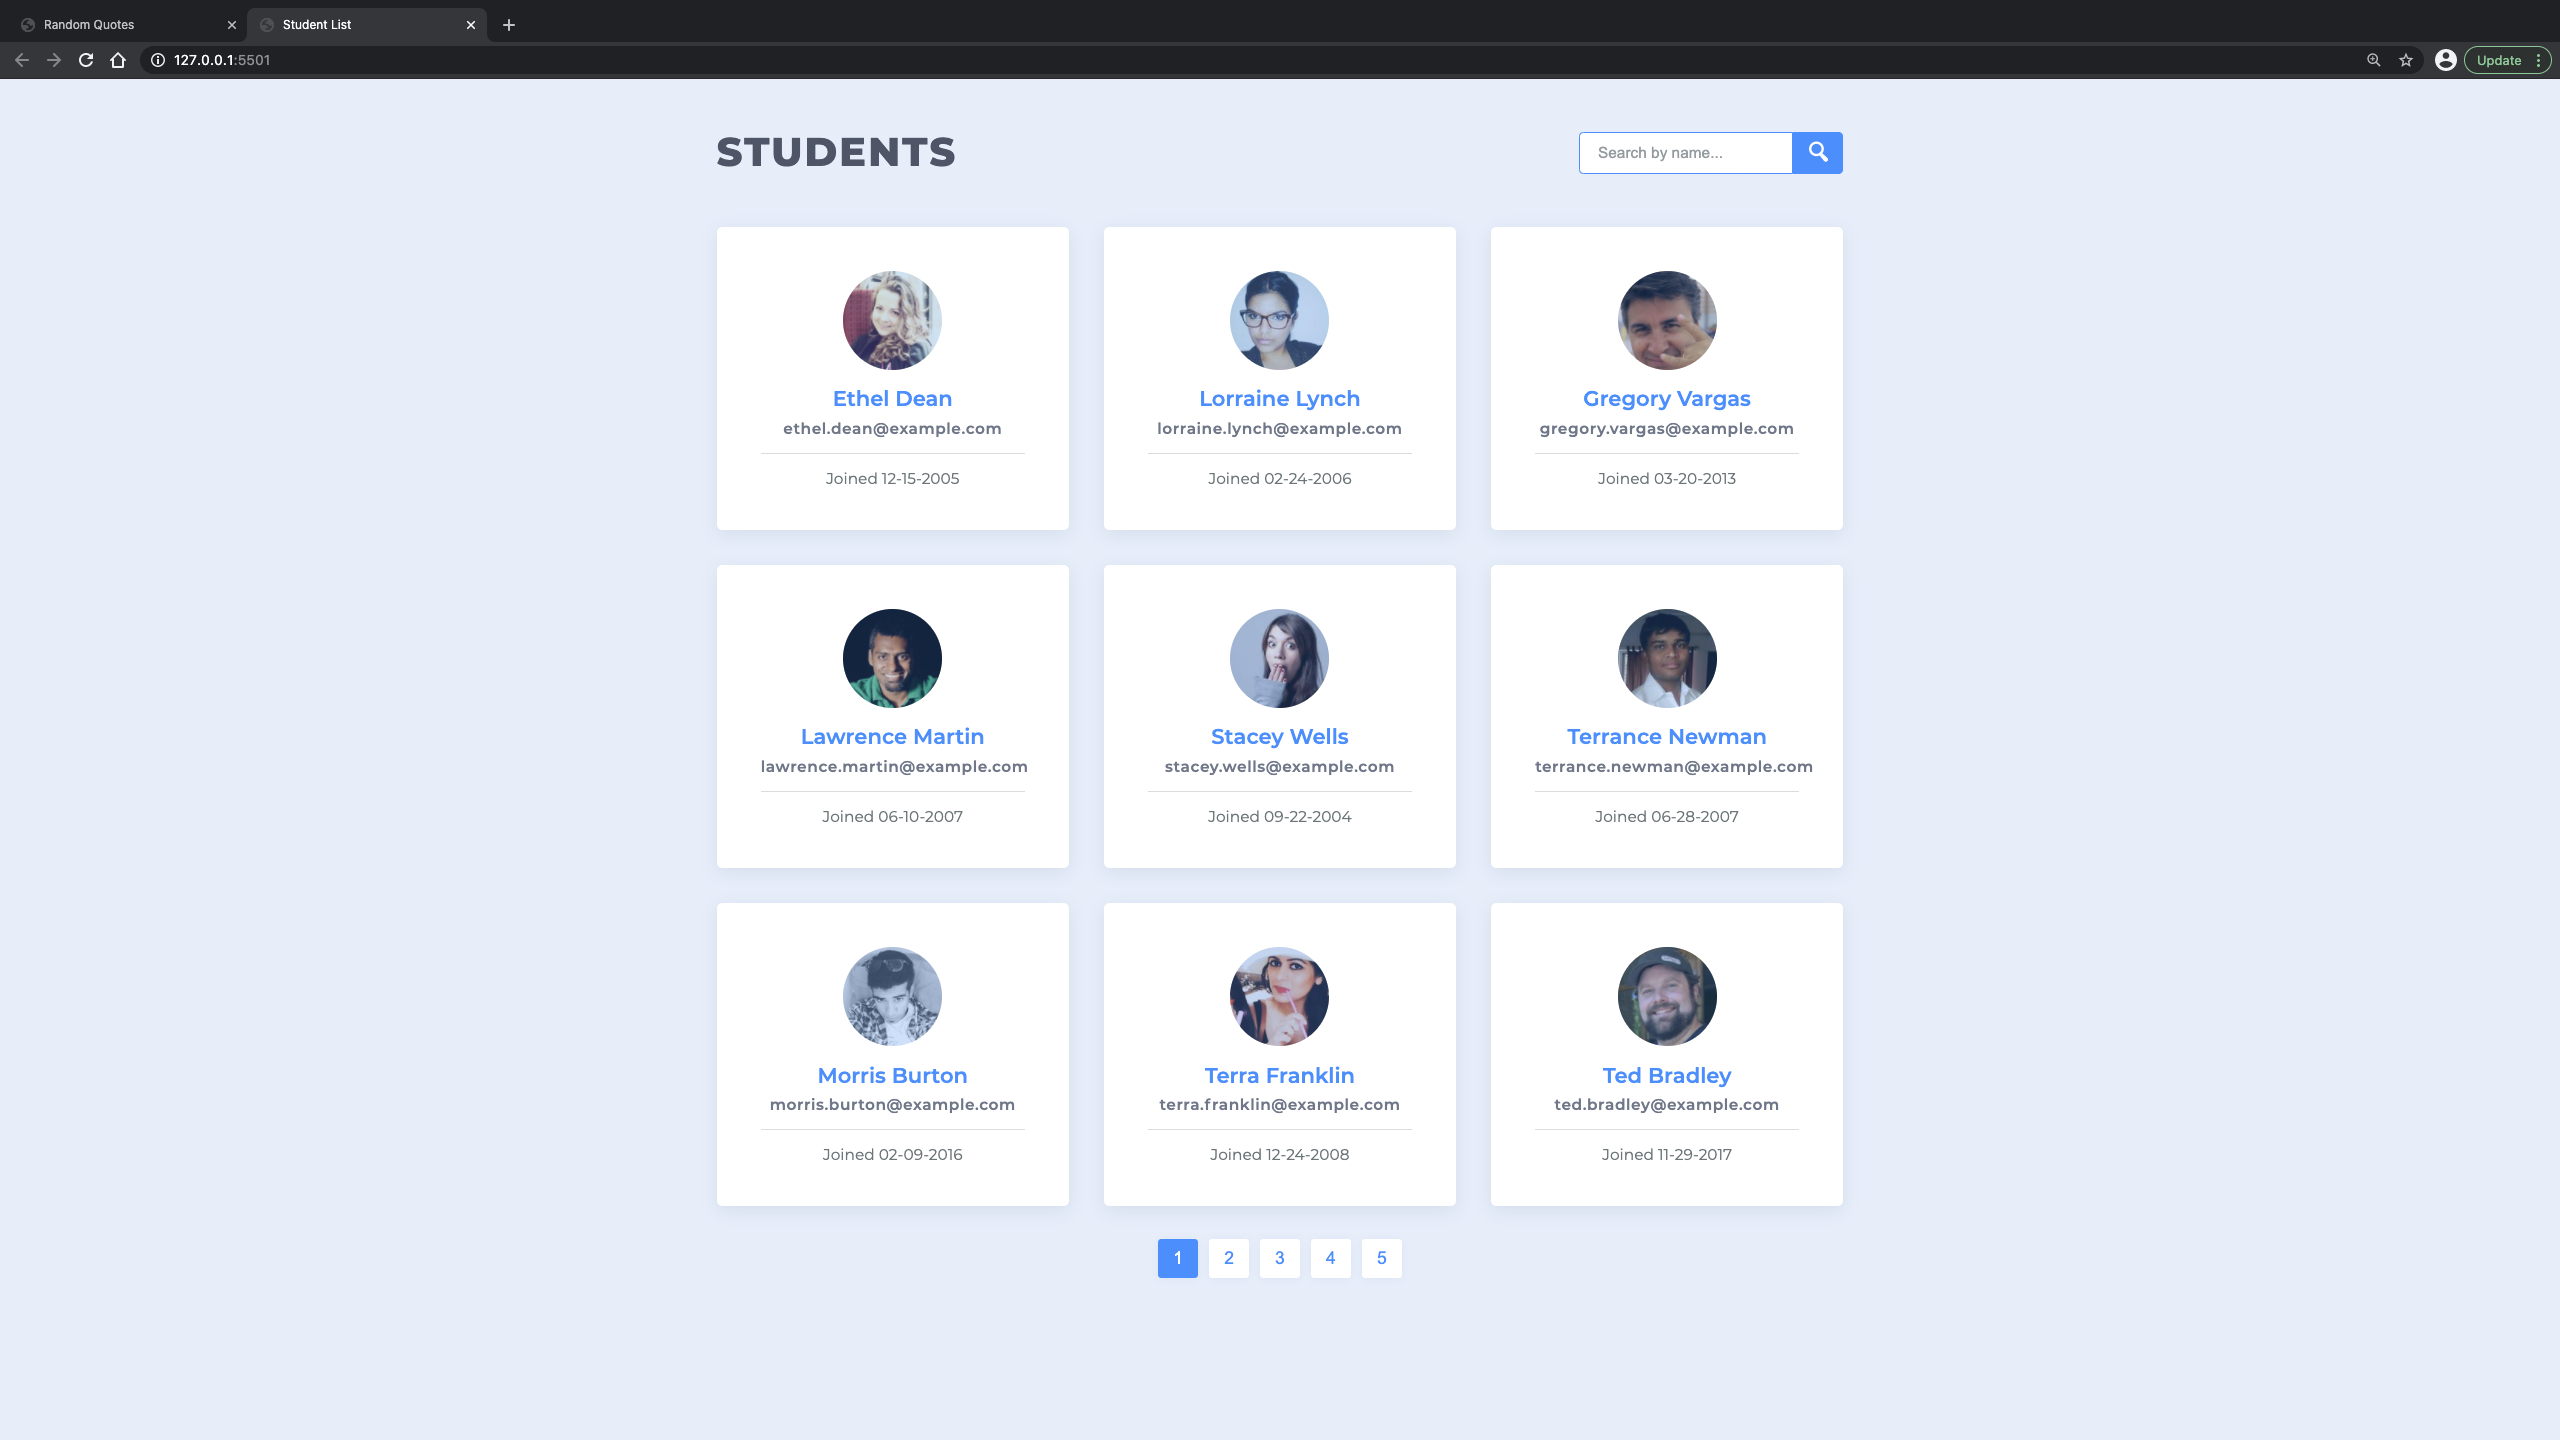 Random Quotes
Student List
127.0.0.1:5501
Update
STUDENTS
Search by name...
Ethel Dean
ethel.dean@example.com
Joined 12-15-2005
Lorraine Lynch
lorraine.lynch@example.com
Joined 02-24-2006
Gregory Vargas
gregory.vargas@example.com
Joined 03-20-2013
Lawrence Martin
lawrence.martin@example.com
Joined 06-10-2007
Stacey Wells
stacey.wells@example.com
Joined 09-22-2004
Terrance Newman
terrance.newman@example.com
Joined 06-28-2007
Morris Burton
morris.burton@example.com
Joined 02-09-2016
Terra Franklin
terra.franklin@example.com
Joined 12-24-2008
Ted Bradley
ted.bradley@example.com
Joined 11-29-2017
1 2 3 4 5